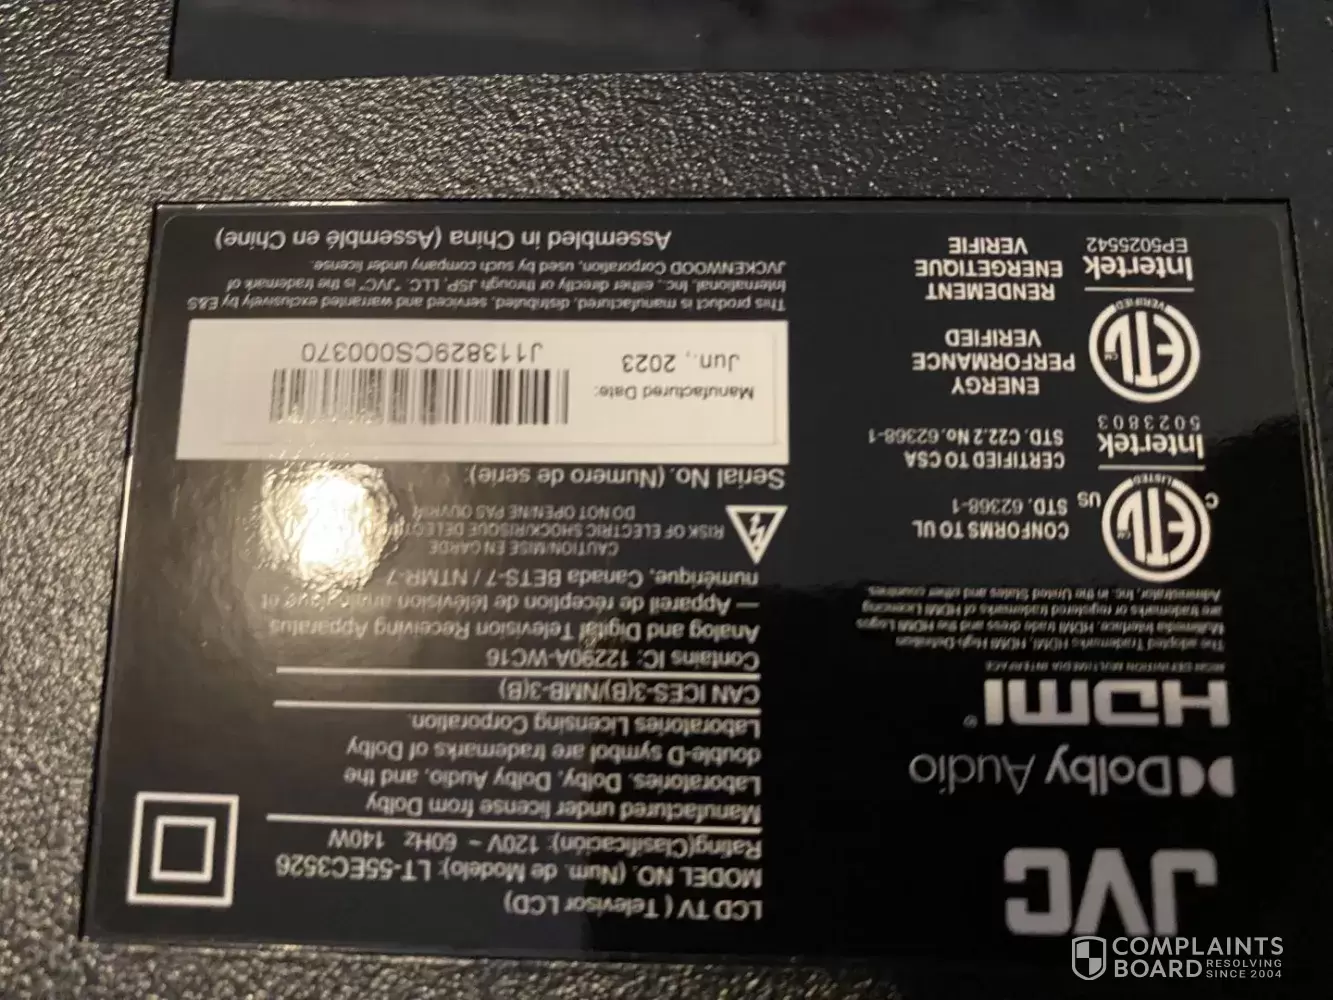 JVC
Dolby Audio
HDMI®
HIGH-DEFINITION MULTIMEDIA INTERFACE
The adopted Trademarks HDMI, HDMI High-Definition
Multimedia Interface, HDMI trade dress and the HDMI Logos
are trademarks or registered trademarks of HDMI Licensing
Administrator, Inc. in the United States and other countries.
ETL
CM
LISTED
C
US
Intertek
5023803
CONFORMS TO UL
STD. 62368-1
CERTIFIED TO CSA
STD. C22.2 No. 62368-1
ETL
CM
VERIFIED
Intertek
EP5025542
ENERGY
PERFORMANCE
VERIFIED
RENDEMENT
ENERGETIQUE
VERIFIE
LCD TV ( Televisor LCD)
MODEL NO. (Num. de Modelo): LT-55EC3526
Rating(Clasificación): 120V ~ 60Hz 140W
Manufactured under license from Dolby
Laboratories. Dolby, Dolby Audio, and the
double-D symbol are trademarks of Dolby
Laboratories Licensing Corporation.
CAN ICES-3(B)/NMB-3(B)
Contains IC: 12290A-WC16
Analog and Digital Television Receiving Apparatus
— Appareil de réception de télévision analogique et
numérique, Canada BETS-7 / NTMR-7
CAUTION/MISE EN GARDE
RISK OF ELECTRIC SHOCK/RISQUE DE
DO NOT OPEN/NE PAS OUVRIR
Serial No. (Numero de serie):
Manufactured Date:
Jun., 2023
J113829CS000370
This product is manufactured, distributed, serviced and warranted exclusively by E&S
International, Inc., either directly or through JSP, LLC. "JVC" is the trademark of
JVCKENWOOD Corporation, used by such company under license.
Assembled in China (Assemblé en Chine)
COMPLAINTS
BOARD RESOLVING
SINCE 2004